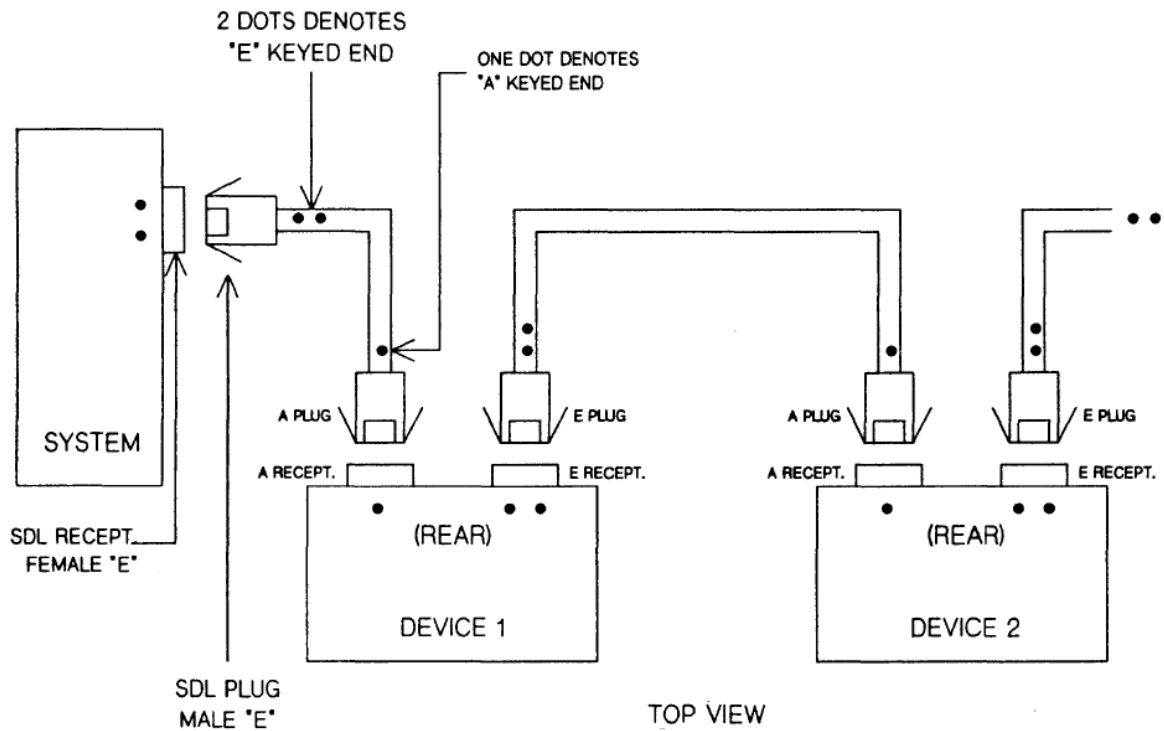 2 DOTS DENOTES
"E" KEYED END
ONE DOT DENOTES
"A" KEYED END
SYSTEM
A PLUG
E PLUG
A PLUG
E PLUG
A RECEPT.
E RECEPT.
A RECEPT.
E RECEPT.
SDL RECEPT.
FEMALE "E"
(REAR)
(REAR)
DEVICE 1
DEVICE 2
SDL PLUG
MALE "E"
TOP VIEW